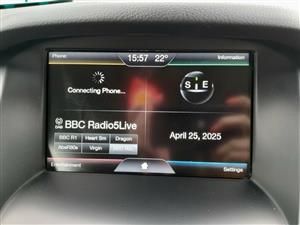 Phone
15:57 22°
Information
Connecting Phone...
S E
BBC Radio5Live
BBC R1 Heart Sm Dragon
AbsR80s Virgin
April 25, 2025
Entertainment
Settings